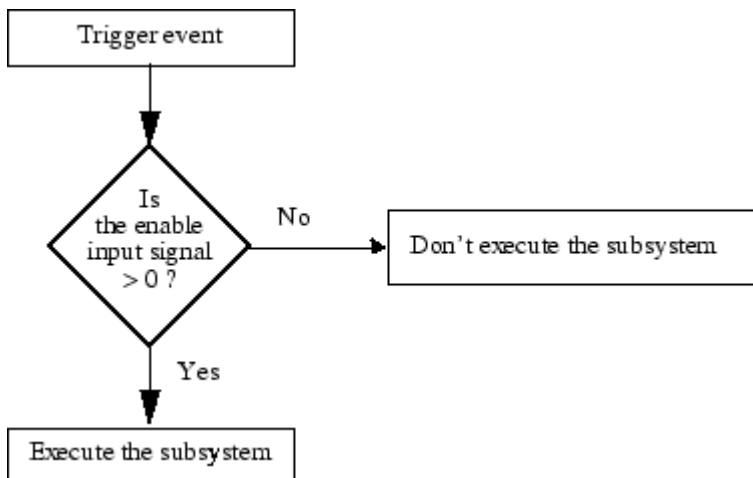 Trigger event
Is
the enable
input signal
> 0 ?
No
Don't execute the subsystem
Yes
Execute the subsystem